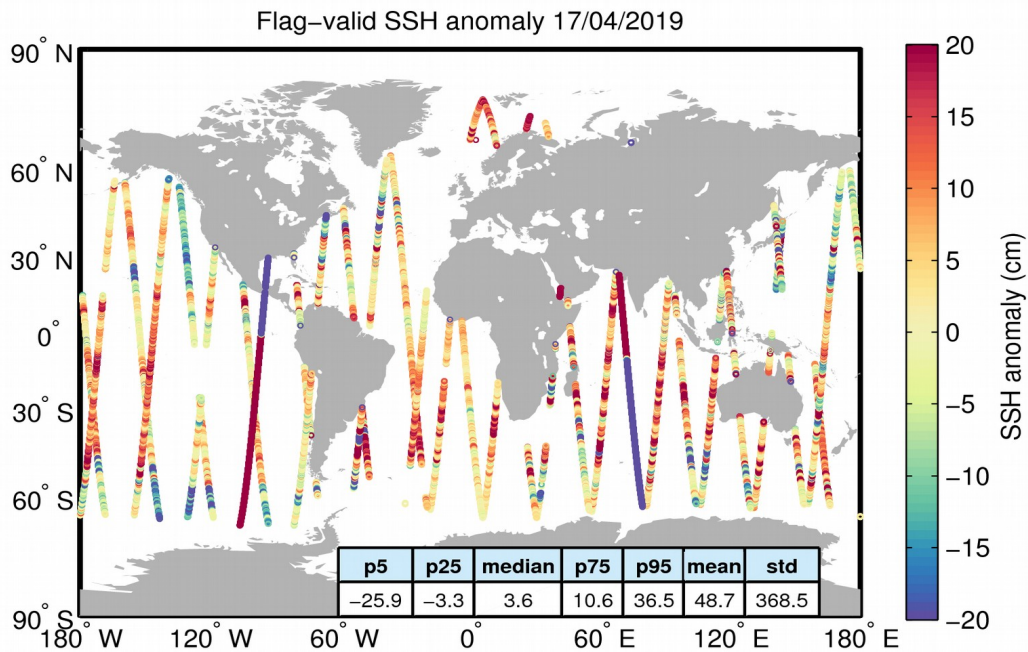 Flag−valid SSH anomaly 17/04/2019
90° N
60° N
30° N
0°
30° S
60° S
90° S
180° W
120° W
60° W
0°
60° E
120° E
180° E
p5 p25 median p75 p95 mean std
−25.9 −3.3 3.6 10.6 36.5 48.7 368.5
20
15
10
5
0
−5
−10
−15
−20
SSH anomaly (cm)